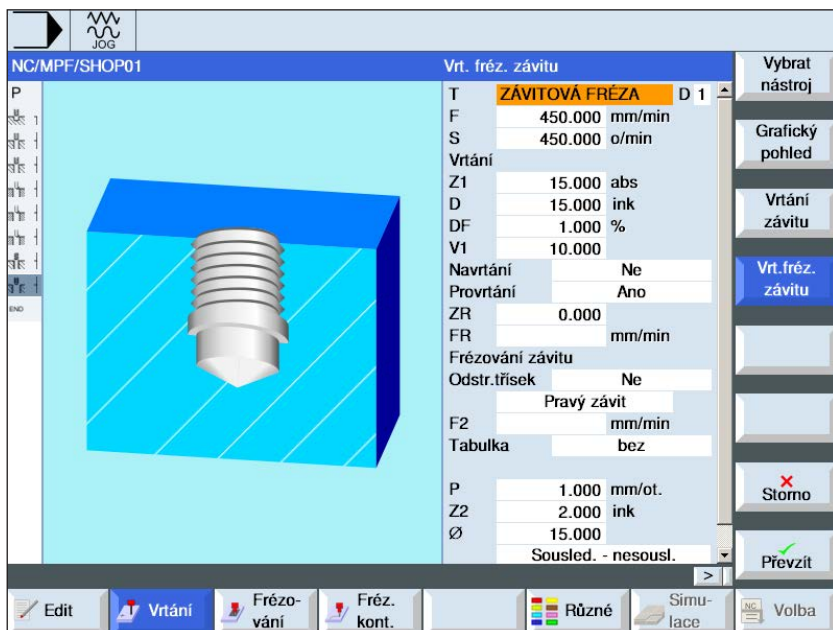 JOG
NC/MPF/SHOP01
Vrt. fréz. závitu
P
END
T ZÁVITOVÁ FRÉZA D 1
F 450.000 mm/min
S 450.000 o/min
Vrtání
Z1 15.000 abs
D 15.000 ink
DF 1.000 %
V1 10.000
Navrtání Ne
Provrtání Ano
ZR 0.000
FR mm/min
Frézování závitu
Odstr.třísek Ne
Pravý závit
F2 mm/min
Tabulka bez
P 1.000 mm/ot.
Z2 2.000 ink
Ø 15.000
Sousled. - nesousl.
Vybrat
nástroj
Grafický
pohled
Vrtání
závitu
Vrt.fréz.
závitu
Storno
Převzít
>
Edit
Vrtání
Frézo-
vání
Fréz.
kont.
Různé
Simu-
lace
NC
Volba